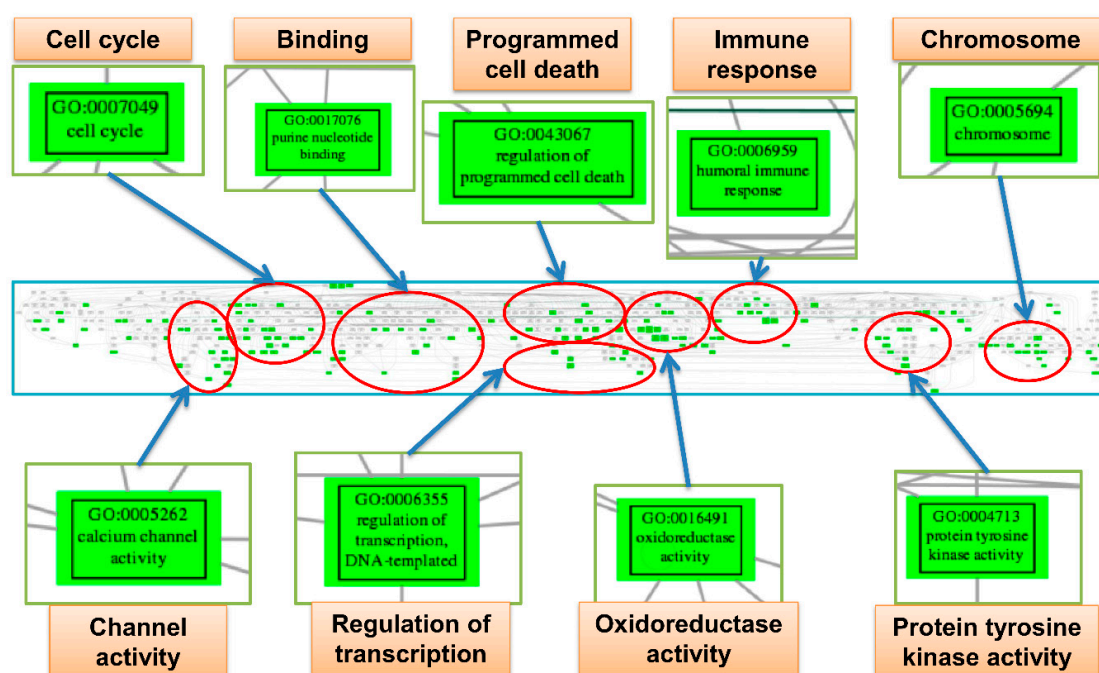 Cell cycle
Binding
Programmed
cell death
Immune
response
Chromosome
GO:0007049
cell cycle
GO:0017076
purine nucleotide
binding
GO:0043067
regulation of
programmed cell death
GO:0006959
humoral immune
response
GO:0005694
chromosome
GO:0005262
calcium channel
activity
GO:0006355
regulation of
transcription,
DNA-templated
GO:0016491
oxidoreductase
activity
GO:0004713
protein tyrosine
kinase activity
Channel
activity
Regulation of
transcription
Oxidoreductase
activity
Protein tyrosine
kinase activity